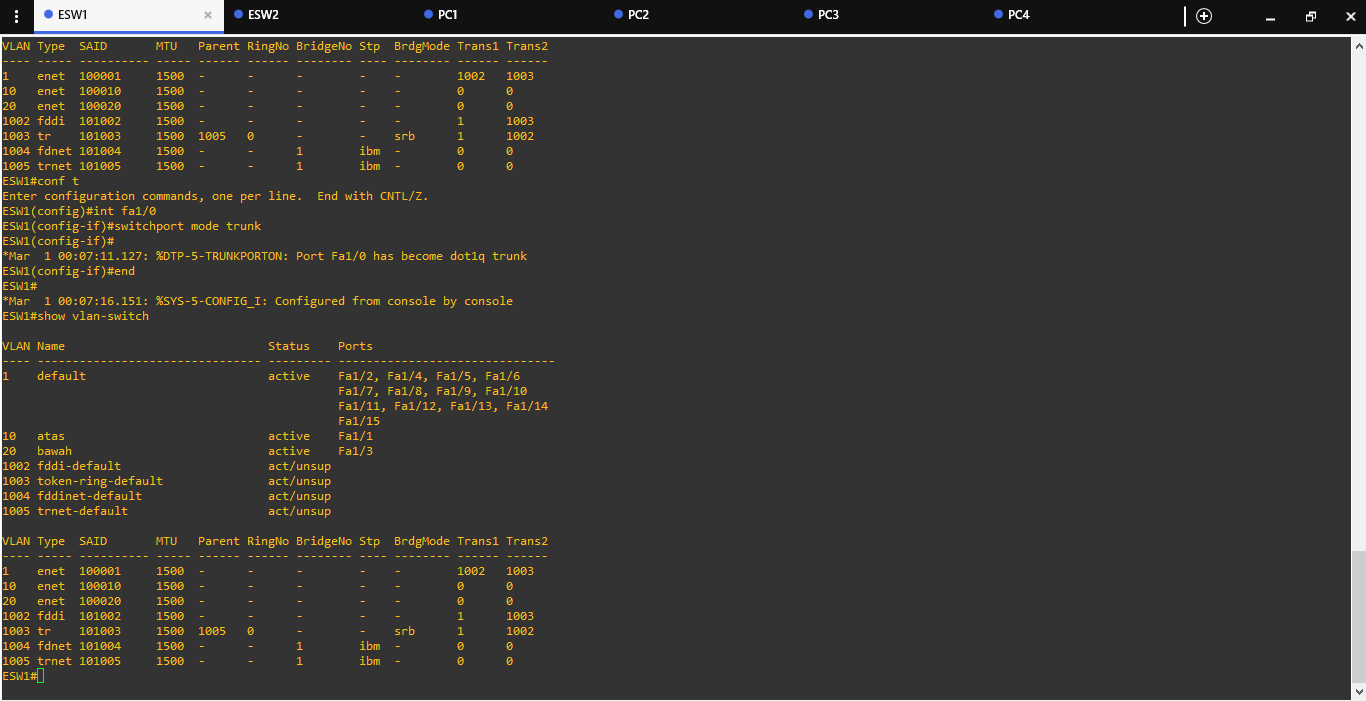 ESW1 × ESW2 PC1 PC2 PC3 PC4
VLAN Type  SAID       MTU   Parent RingNo BridgeNo Stp  BrdgMode Trans1 Trans2
---- ----- ---------- ----- ------ ------ -------- ---- -------- ------ ------
1    enet  100001     1500  -      -      -        -    -        1002   1003
10   enet  100010     1500  -      -      -        -    -        0      0
20   enet  100020     1500  -      -      -        -    -        0      0
1002 fddi  101002     1500  -      -      -        -    -        1      1003
1003 tr    101003     1500  1005   0      -        -    srb      1      1002
1004 fdnet 101004     1500  -      -      1        ibm  -        0      0
1005 trnet 101005     1500  -      -      1        ibm  -        0      0
ESW1#conf t
Enter configuration commands, one per line.  End with CNTL/Z.
ESW1(config)#int fa1/0
ESW1(config-if)#switchport mode trunk
ESW1(config-if)#
*Mar  1 00:07:11.127: %DTP-5-TRUNKPORTON: Port Fa1/0 has become dot1q trunk
ESW1(config-if)#end
ESW1#
*Mar  1 00:07:16.151: %SYS-5-CONFIG_I: Configured from console by console
ESW1#show vlan-switch
VLAN Name                             Status    Ports
---- -------------------------------- --------- -------------------------------
1    default                          active    Fa1/2, Fa1/4, Fa1/5, Fa1/6
                                                Fa1/7, Fa1/8, Fa1/9, Fa1/10
                                                Fa1/11, Fa1/12, Fa1/13, Fa1/14
                                                Fa1/15
10   atas                             active    Fa1/1
20   bawah                            active    Fa1/3
1002 fddi-default                     act/unsup
1003 token-ring-default               act/unsup
1004 fddinet-default                  act/unsup
1005 trnet-default                    act/unsup
VLAN Type  SAID       MTU   Parent RingNo BridgeNo Stp  BrdgMode Trans1 Trans2
---- ----- ---------- ----- ------ ------ -------- ---- -------- ------ ------
1    enet  100001     1500  -      -      -        -    -        1002   1003
10   enet  100010     1500  -      -      -        -    -        0      0
20   enet  100020     1500  -      -      -        -    -        0      0
1002 fddi  101002     1500  -      -      -        -    -        1      1003
1003 tr    101003     1500  1005   0      -        -    srb      1      1002
1004 fdnet 101004     1500  -      -      1        ibm  -        0      0
1005 trnet 101005     1500  -      -      1        ibm  -        0      0
ESW1#